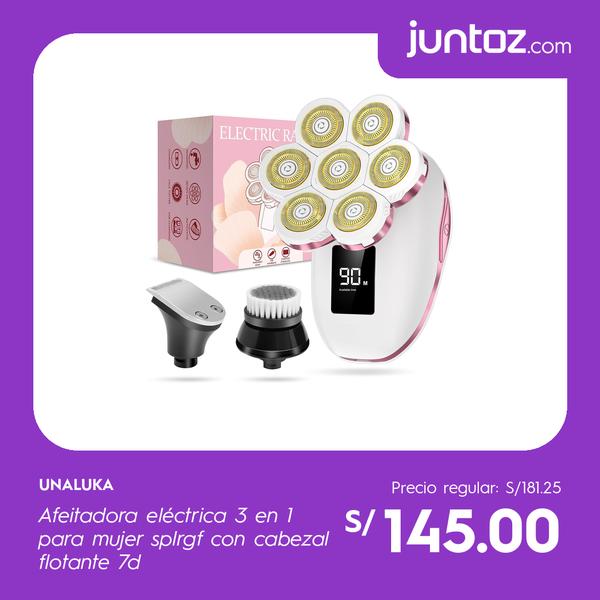 juntoz.com
ELECTRIC RA
90 M
UNALUKA
Afeitadora eléctrica 3 en 1
para mujer splrgf con cabezal
flotante 7d
Precio regular: S/181.25
S/ 145.00